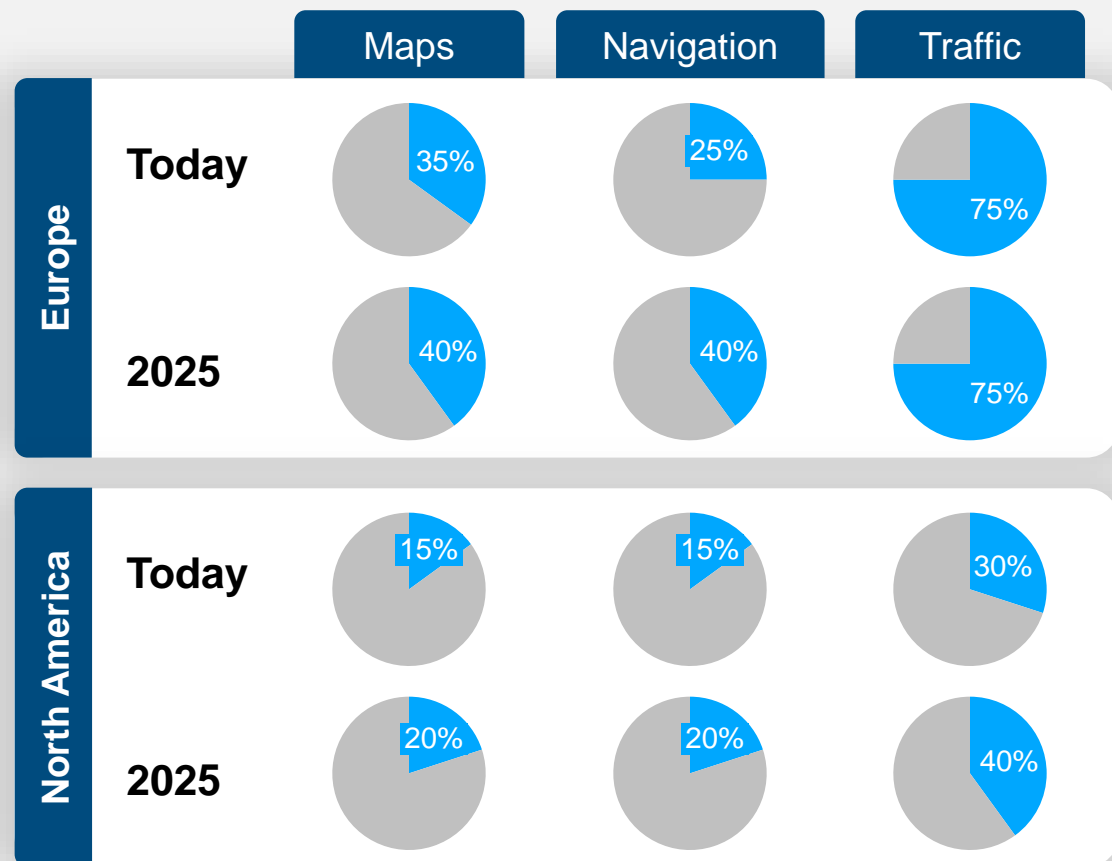 Maps Navigation Traffic
Europe
Today 35% 25% 75%
2025 40% 40% 75%
North America
Today 15% 15% 30%
2025 20% 20% 40%